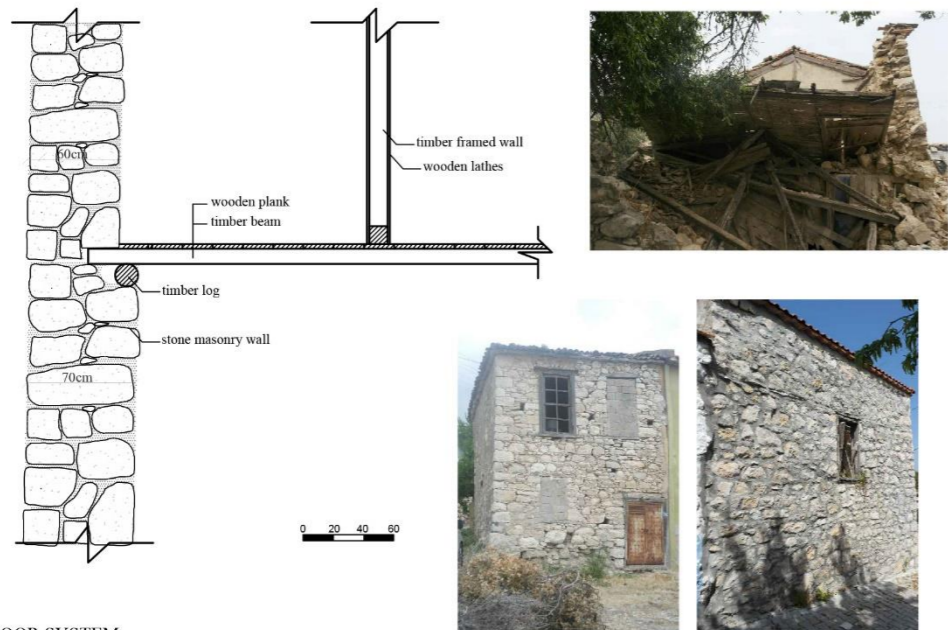 timber framed wall
60cm
wooden lathes
wooden plank
timber beam
timber log
stone masonry wall
70cm
0 20 40 60